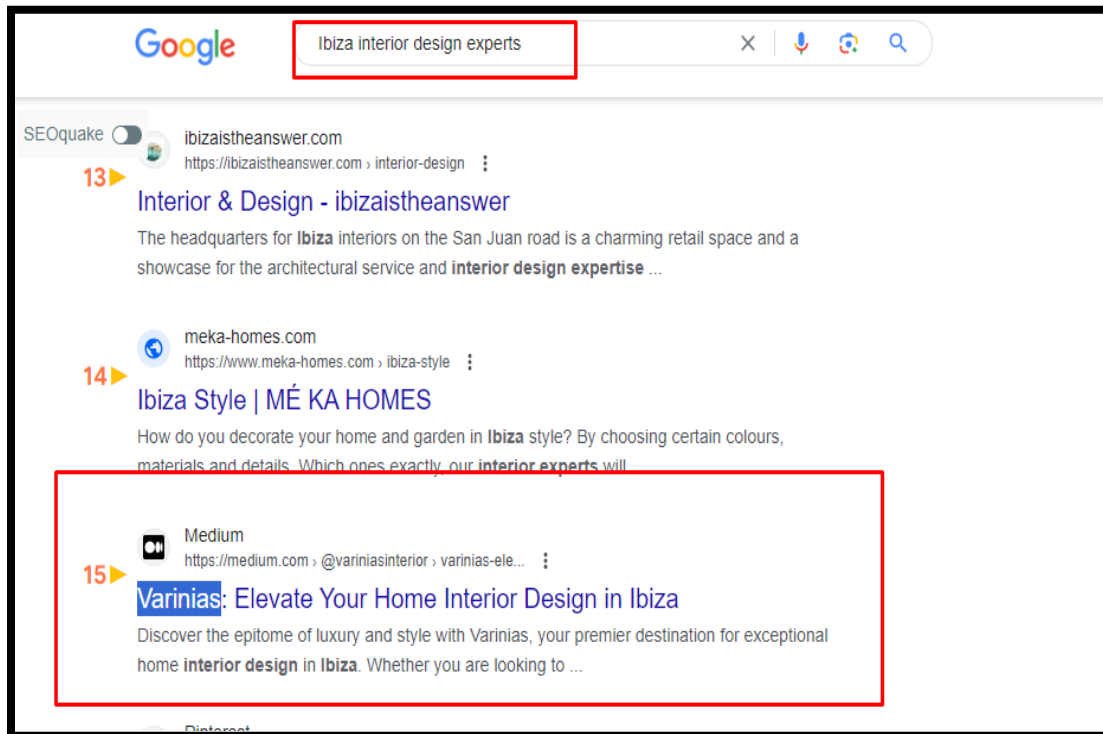 Google
Ibiza interior design experts
SEOquake
ibizaistheanswer.com
https://ibizaistheanswer.com › interior-design
13
Interior & Design - ibizaistheanswer
The headquarters for Ibiza interiors on the San Juan road is a charming retail space and a
showcase for the architectural service and interior design expertise ...
meka-homes.com
https://www.meka-homes.com › ibiza-style
14
Ibiza Style | MÉ KA HOMES
How do you decorate your home and garden in Ibiza style? By choosing certain colours,
materials and details. Which ones exactly, our interior experts will
Medium
https://medium.com › @variniasinterior › varinias-ele...
15
Varinias: Elevate Your Home Interior Design in Ibiza
Discover the epitome of luxury and style with Varinias, your premier destination for exceptional
home interior design in Ibiza. Whether you are looking to ...
Pinterest